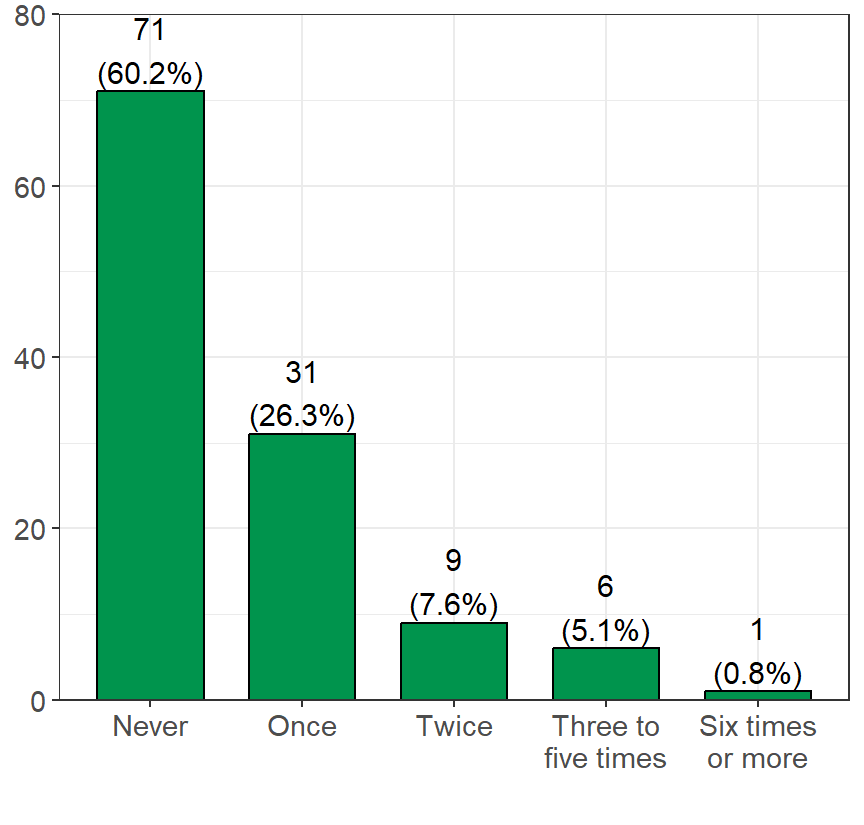 80
60
40
20
0
71
(60.2%)
31
(26.3%)
9
(7.6%)
6
(5.1%)
1
(0.8%)
Never
Once
Twice
Three to
five times
Six times
or more